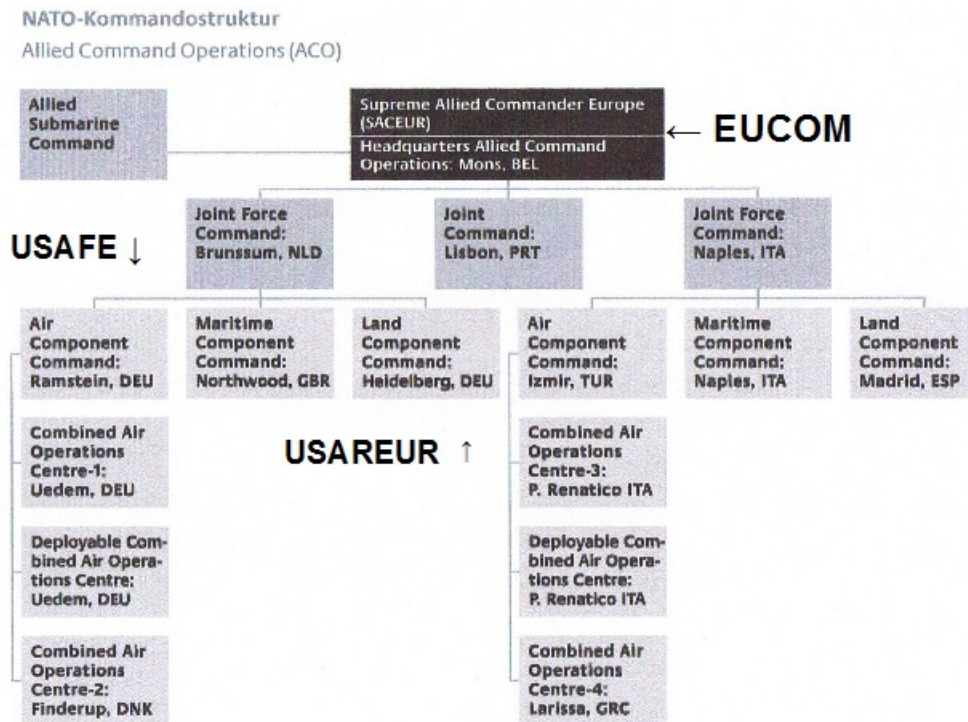 NATO-Kommandostruktur
Allied Command Operations (ACO)
Allied
Submarine
Command
Supreme Allied Commander Europe
(SACEUR)
Headquarters Allied Command
Operations: Mons, BEL
← EUCOM
Joint Force
Command:
Brunssum, NLD
Joint
Command:
Lisbon, PRT
Joint Force
Command:
Naples, ITA
USAFE ↓
Air
Component
Command:
Ramstein, DEU
Maritime
Component
Command:
Northwood, GBR
Land
Component
Command:
Heidelberg, DEU
Air
Component
Command:
Izmir, TUR
Maritime
Component
Command:
Naples, ITA
Land
Component
Command:
Madrid, ESP
USAREUR ↑
Combined Air
Operations
Centre-1:
Uedem, DEU
Combined Air
Operations
Centre-3:
P. Renatico ITA
Deployable Com-
bined Air Opera-
tions Centre:
Uedem, DEU
Deployable Com-
bined Air Opera-
tions Centre:
P. Renatico ITA
Combined Air
Operations
Centre-2:
Finderup, DNK
Combined Air
Operations
Centre-4:
Larissa, GRC